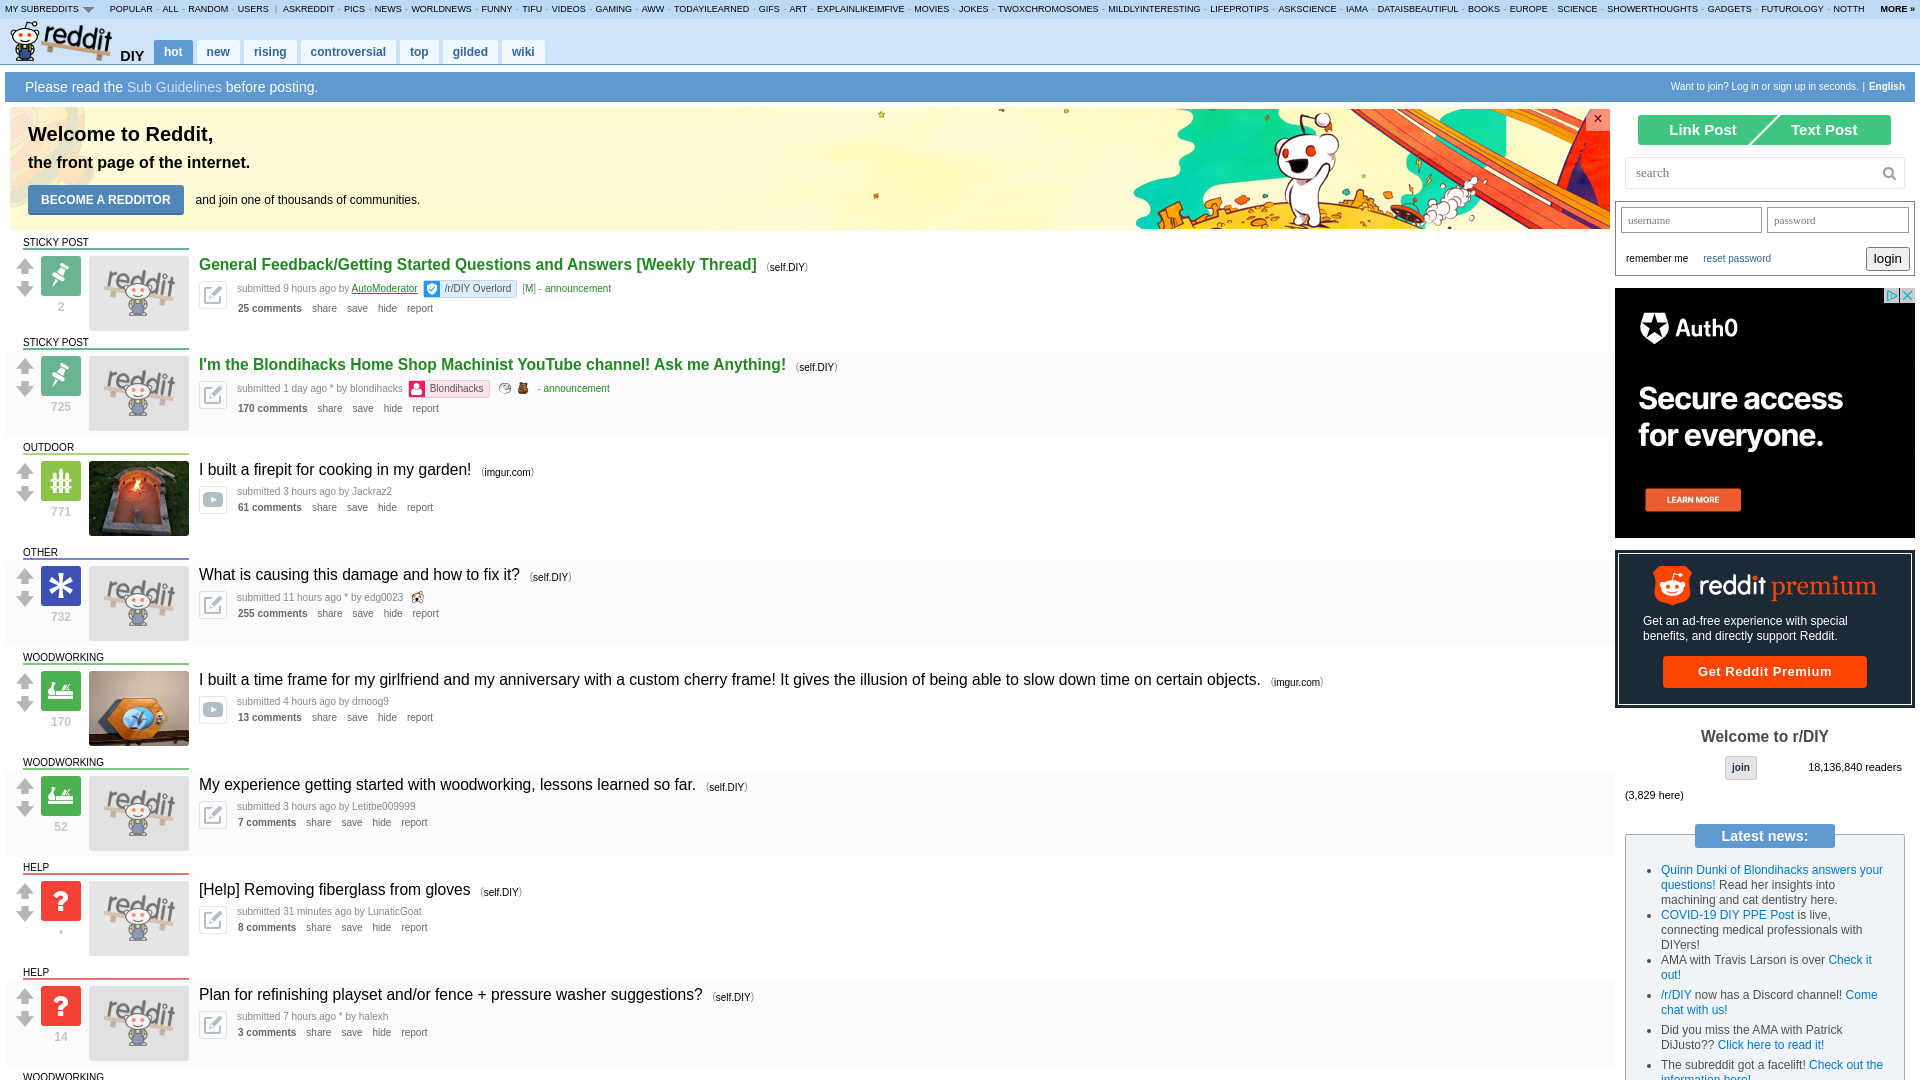 MY SUBREDDITS POPULAR - ALL - RANDOM - USERS | ASKREDDIT - PICS - NEWS - WORLDNEWS - FUNNY - TIFU - VIDEOS - GAMING - AWW - TODAYILEARNED - GIFS - ART - EXPLAINLIKEIMFIVE - MOVIES - JOKES - TWOXCHROMOSOMES - MILDLYINTERESTING - LIFEPROTIPS - ASKSCIENCE - IAMA - DATAISBEAUTIFUL - BOOKS - EUROPE - SCIENCE - SHOWERTHOUGHTS - GADGETS - FUTUROLOGY - NOTTH MORE »
reddit DIY hot new rising controversial top gilded wiki
Please read the Sub Guidelines before posting.
Want to join? Log in or sign up in seconds. | English
Welcome to Reddit,
the front page of the internet.
BECOME A REDDITOR and join one of thousands of communities.
×
STICKY POST
2
reddit
General Feedback/Getting Started Questions and Answers [Weekly Thread] (self.DIY)
submitted 9 hours ago by AutoModerator /r/DIY Overlord [M] - announcement
25 comments share save hide report
STICKY POST
725
reddit
I'm the Blondihacks Home Shop Machinist YouTube channel! Ask me Anything! (self.DIY)
submitted 1 day ago * by blondihacks Blondihacks - announcement
170 comments share save hide report
OUTDOOR
771
I built a firepit for cooking in my garden! (imgur.com)
submitted 3 hours ago by Jackraz2
61 comments share save hide report
OTHER
732
reddit
What is causing this damage and how to fix it? (self.DIY)
submitted 11 hours ago * by edg0023
255 comments share save hide report
WOODWORKING
170
I built a time frame for my girlfriend and my anniversary with a custom cherry frame! It gives the illusion of being able to slow down time on certain objects. (imgur.com)
submitted 4 hours ago by drnoog9
13 comments share save hide report
WOODWORKING
52
reddit
My experience getting started with woodworking, lessons learned so far. (self.DIY)
submitted 3 hours ago by Letitbe009999
7 comments share save hide report
HELP
?
•
reddit
[Help] Removing fiberglass from gloves (self.DIY)
submitted 31 minutes ago by LunaticGoat
8 comments share save hide report
HELP
?
14
reddit
Plan for refinishing playset and/or fence + pressure washer suggestions? (self.DIY)
submitted 7 hours ago * by halexh
3 comments share save hide report
WOODWORKING
Link Post Text Post
search
username password
remember me reset password login
Auth0
Secure access
for everyone.
LEARN MORE
reddit premium
Get an ad-free experience with special
benefits, and directly support Reddit.
Get Reddit Premium
Welcome to r/DIY
join 18,136,840 readers
(3,829 here)
Latest news:
• Quinn Dunki of Blondihacks answers your
questions! Read her insights into
machining and cat dentistry here.
• COVID-19 DIY PPE Post is live,
connecting medical professionals with
DIYers!
• AMA with Travis Larson is over Check it
out!
• /r/DIY now has a Discord channel! Come
chat with us!
• Did you miss the AMA with Patrick
DiJusto?? Click here to read it!
• The subreddit got a facelift! Check out the
information here!